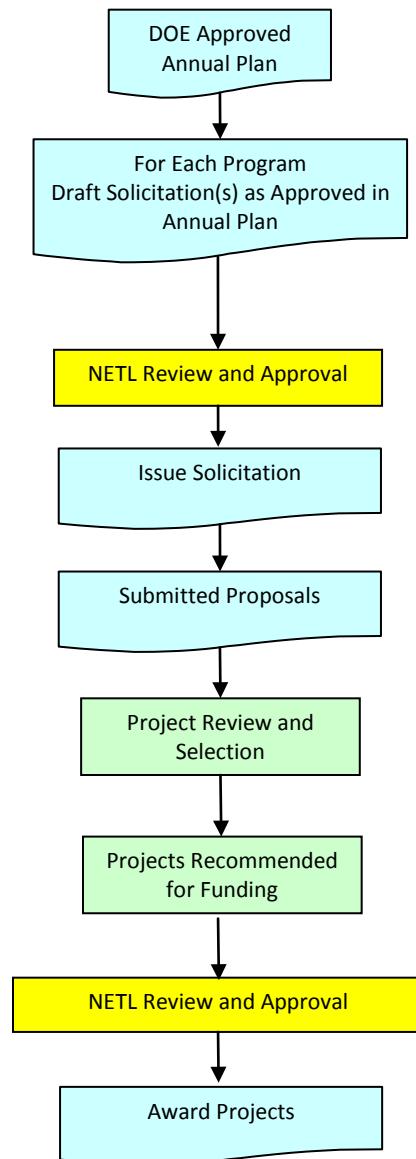 DOE Approved
Annual Plan
For Each Program
Draft Solicitation(s) as Approved in
Annual Plan
NETL Review and Approval
Issue Solicitation
Submitted Proposals
Project Review and
Selection
Projects Recommended
for Funding
NETL Review and Approval
Award Projects